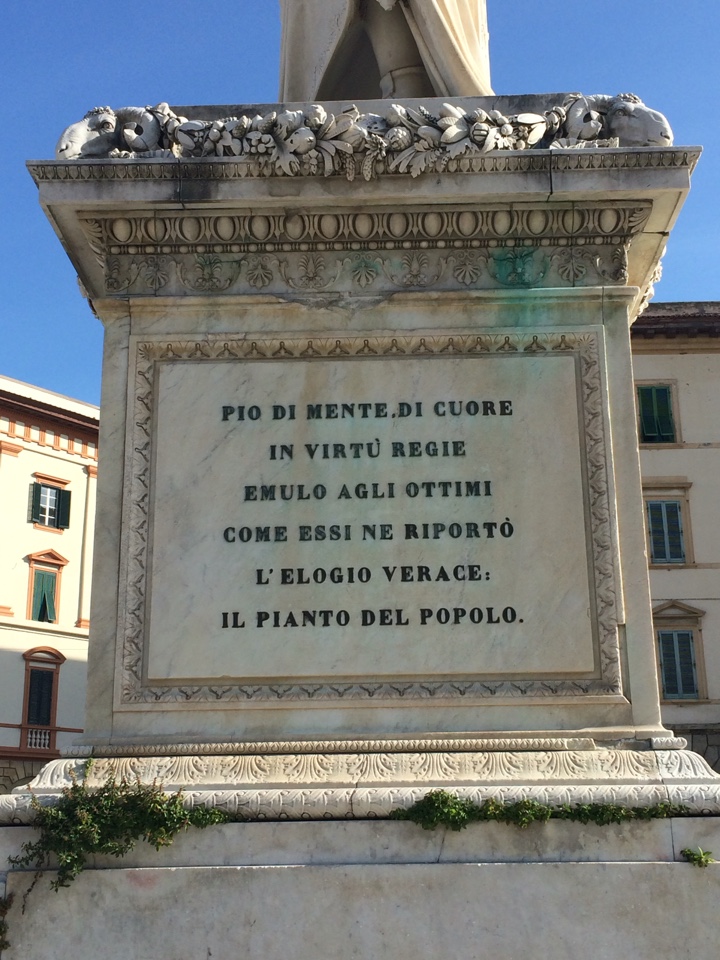 PIO DI MENTE, DI CUORE
IN VIRTÙ REGIE
EMULO AGLI OTTIMI
COME ESSI NE RIPORTÒ
L'ELOGIO VERACE:
IL PIANTO DEL POPOLO.